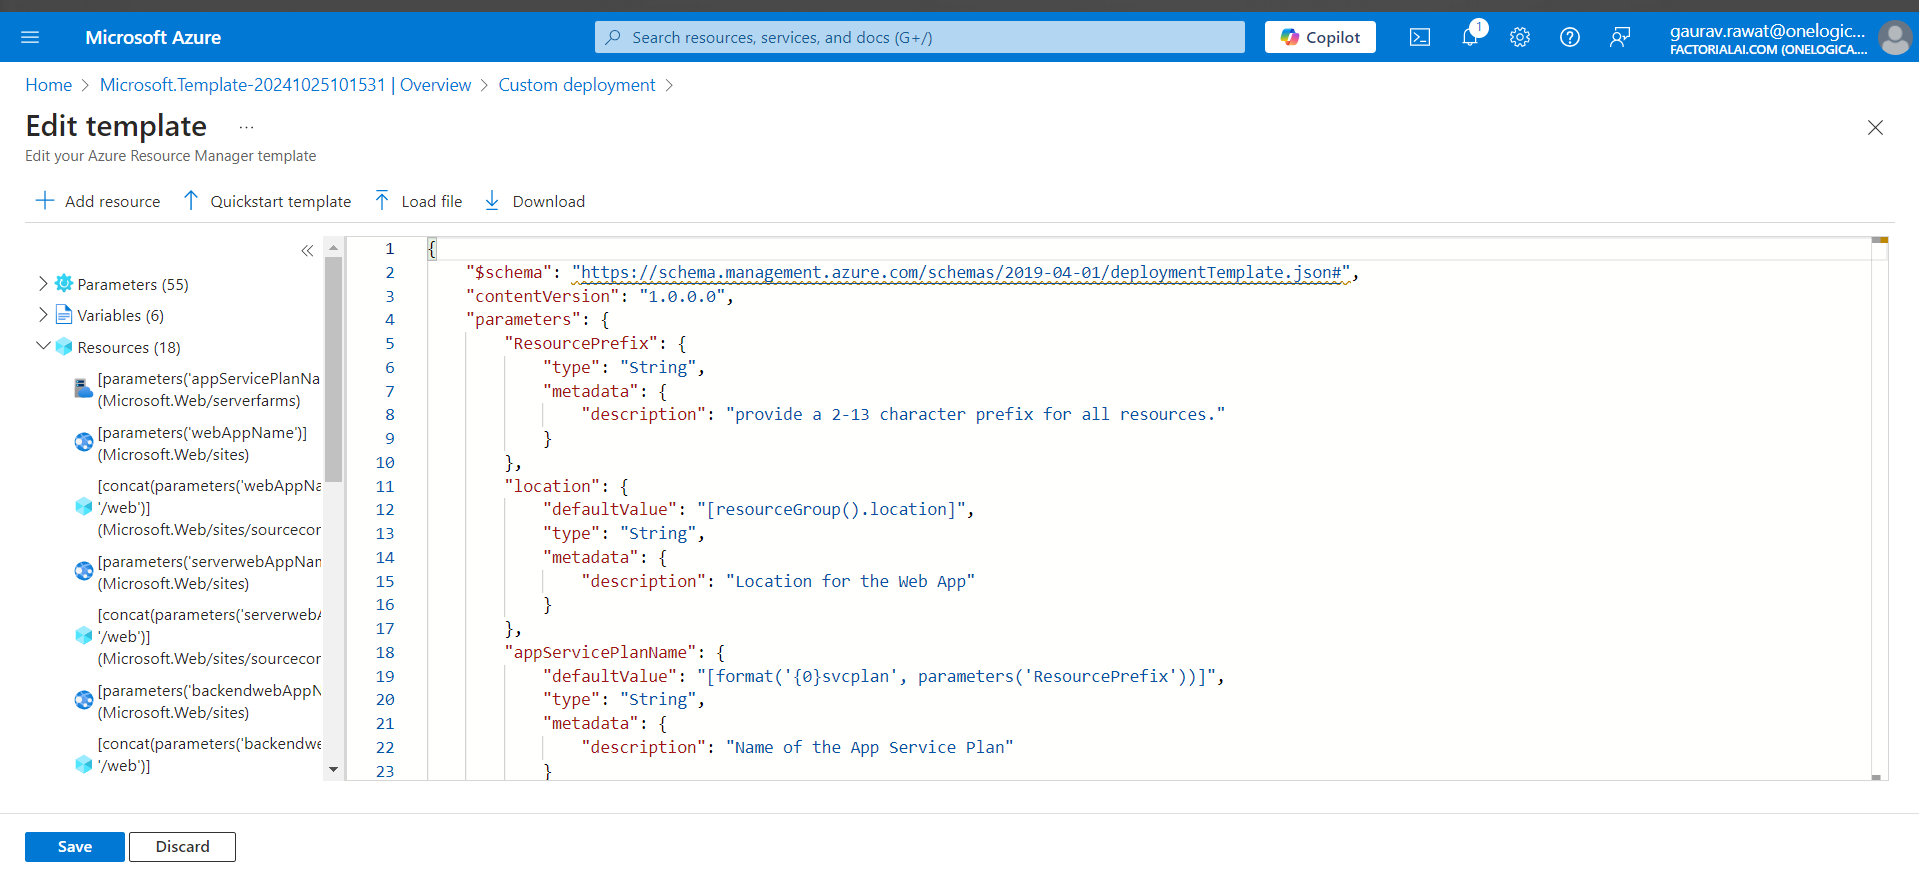 Microsoft Azure
Search resources, services, and docs (G+/)
Copilot
1
gaurav.rawat@onelogic...
FACTORIALAI.COM (ONELOGICA....
Home > Microsoft.Template-20241025101531 | Overview > Custom deployment >
Edit template ...
Edit your Azure Resource Manager template
Add resource
Quickstart template
Load file
Download
Parameters (55)
Variables (6)
Resources (18)
[parameters('appServicePlanNa
(Microsoft.Web/serverfarms)
[parameters('webAppName')]
(Microsoft.Web/sites)
[concat(parameters('webAppNa
'/web')]
(Microsoft.Web/sites/sourcecor
[parameters('serverwebAppNam
(Microsoft.Web/sites)
[concat(parameters('serverwebA
'/web')]
(Microsoft.Web/sites/sourcecor
[parameters('backendwebAppN
(Microsoft.Web/sites)
[concat(parameters('backendwe
'/web')]
1 {
2 "$schema": "https://schema.management.azure.com/schemas/2019-04-01/deploymentTemplate.json#",
3 "contentVersion": "1.0.0.0",
4 "parameters": {
5 "ResourcePrefix": {
6 "type": "String",
7 "metadata": {
8 "description": "provide a 2-13 character prefix for all resources."
9 }
10 },
11 "location": {
12 "defaultValue": "[resourceGroup().location]",
13 "type": "String",
14 "metadata": {
15 "description": "Location for the Web App"
16 }
17 },
18 "appServicePlanName": {
19 "defaultValue": "[format('{0}svcplan', parameters('ResourcePrefix'))]",
20 "type": "String",
21 "metadata": {
22 "description": "Name of the App Service Plan"
23 }
Save
Discard